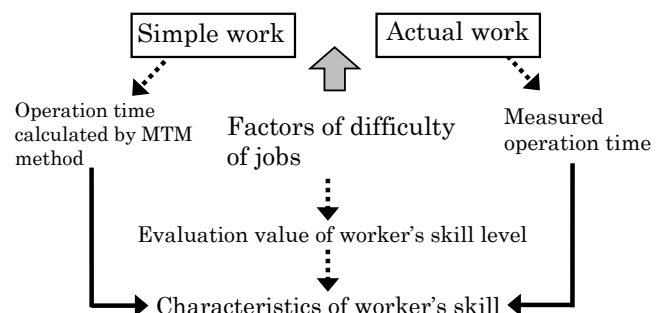 Simple work
Actual work
Operation time
calculated by MTM
method
Factors of difficulty
of jobs
Measured
operation time
Evaluation value of worker's skill level
Characteristics of worker's skill